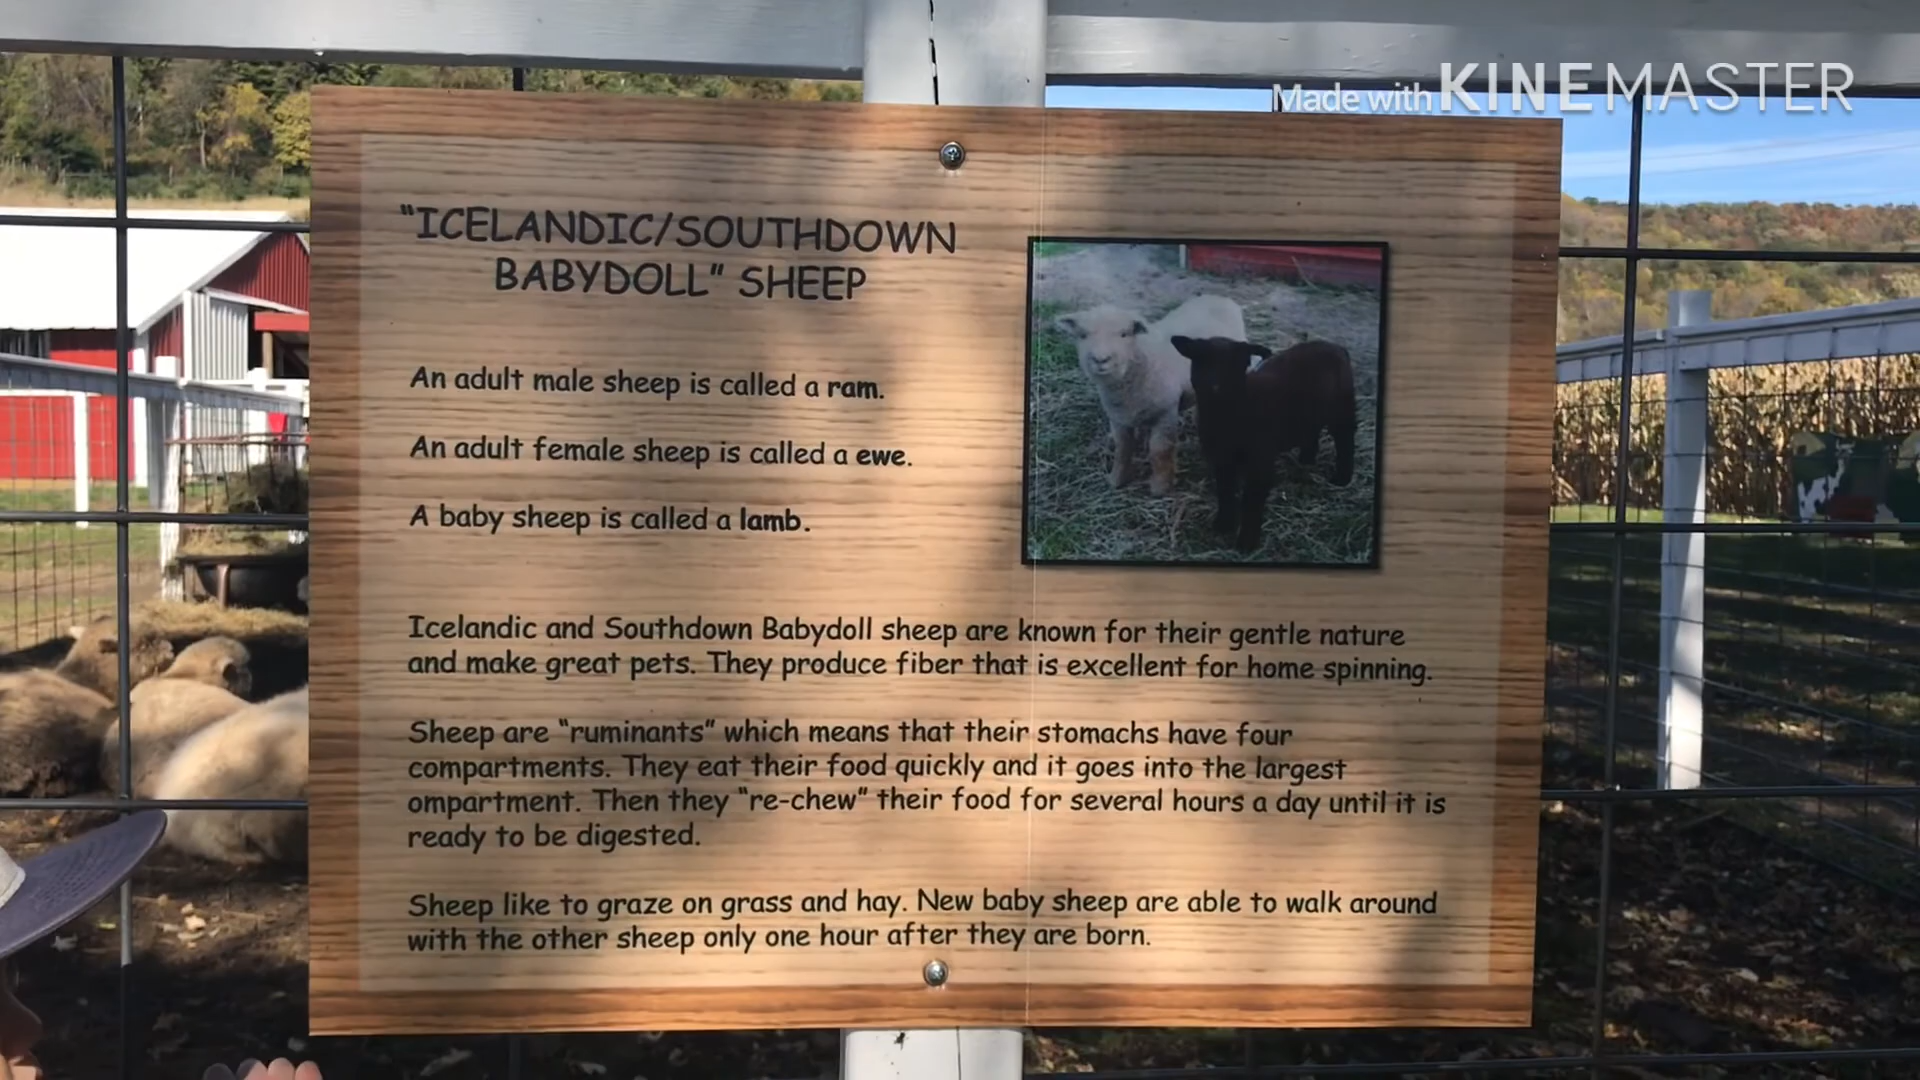 Made with KINEMASTER
"ICELANDIC/SOUTHDOWN
BABYDOLL" SHEEP
An adult male sheep is called a ram.
An adult female sheep is called a ewe.
A baby sheep is called a lamb.
Icelandic and Southdown Babydoll sheep are known for their gentle nature
and make great pets. They produce fiber that is excellent for home spinning.
Sheep are "ruminants" which means that their stomachs have four
compartments. They eat their food quickly and it goes into the largest
ompartment. Then they "re-chew" their food for several hours a day until it is
ready to be digested.
Sheep like to graze on grass and hay. New baby sheep are able to walk around
with the other sheep only one hour after they are born.